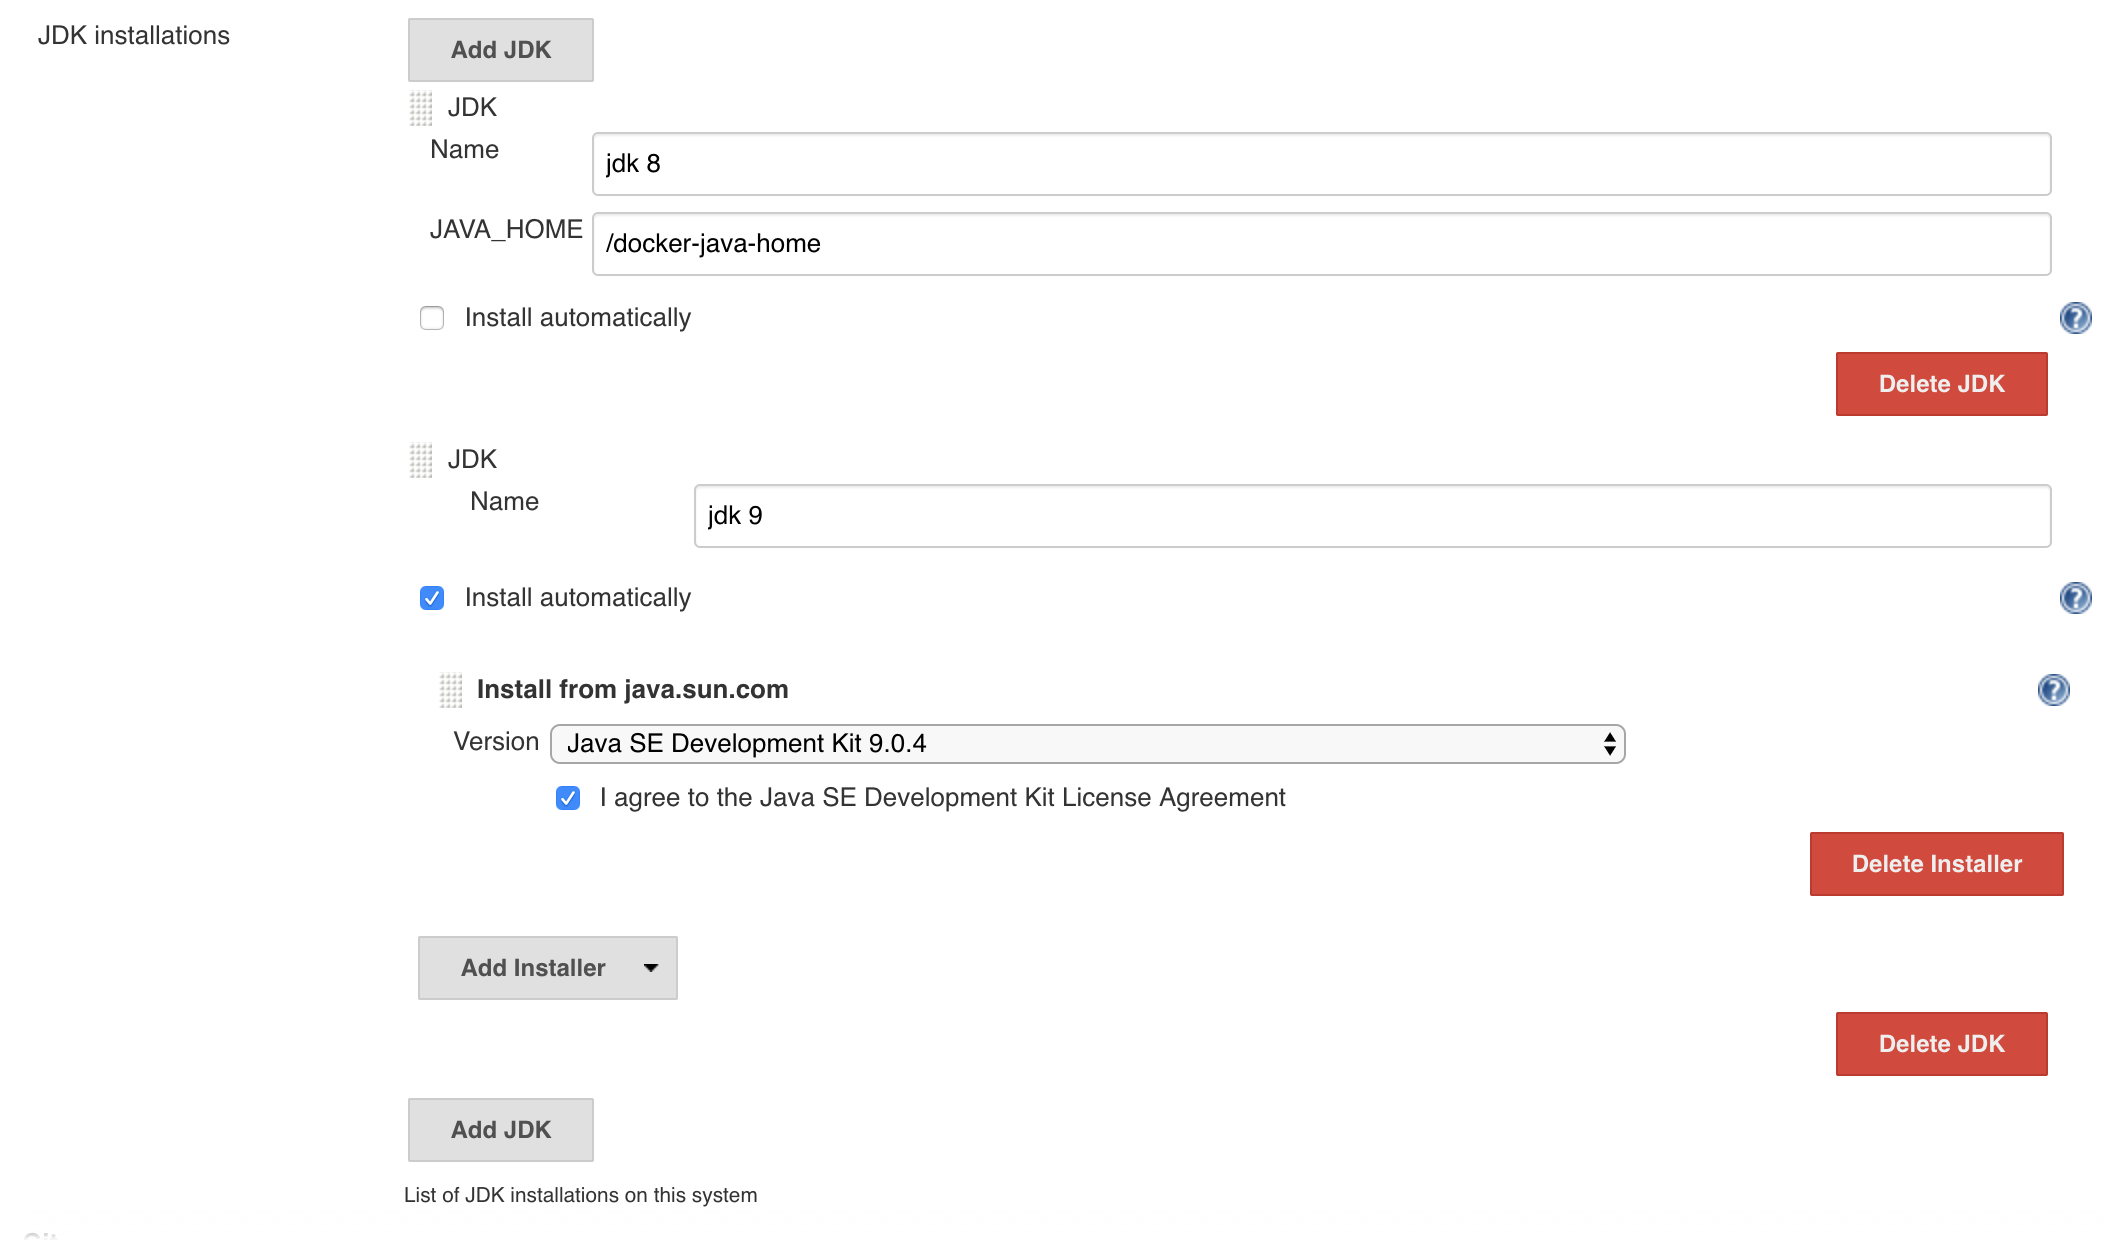 JDK installations
Add JDK
JDK
Name
jdk 8
JAVA_HOME
/docker-java-home
Install automatically
?
Delete JDK
JDK
Name
jdk 9
Install automatically
?
Install from java.sun.com
?
Version
Java SE Development Kit 9.0.4
I agree to the Java SE Development Kit License Agreement
Delete Installer
Add Installer
Delete JDK
Add JDK
List of JDK installations on this system